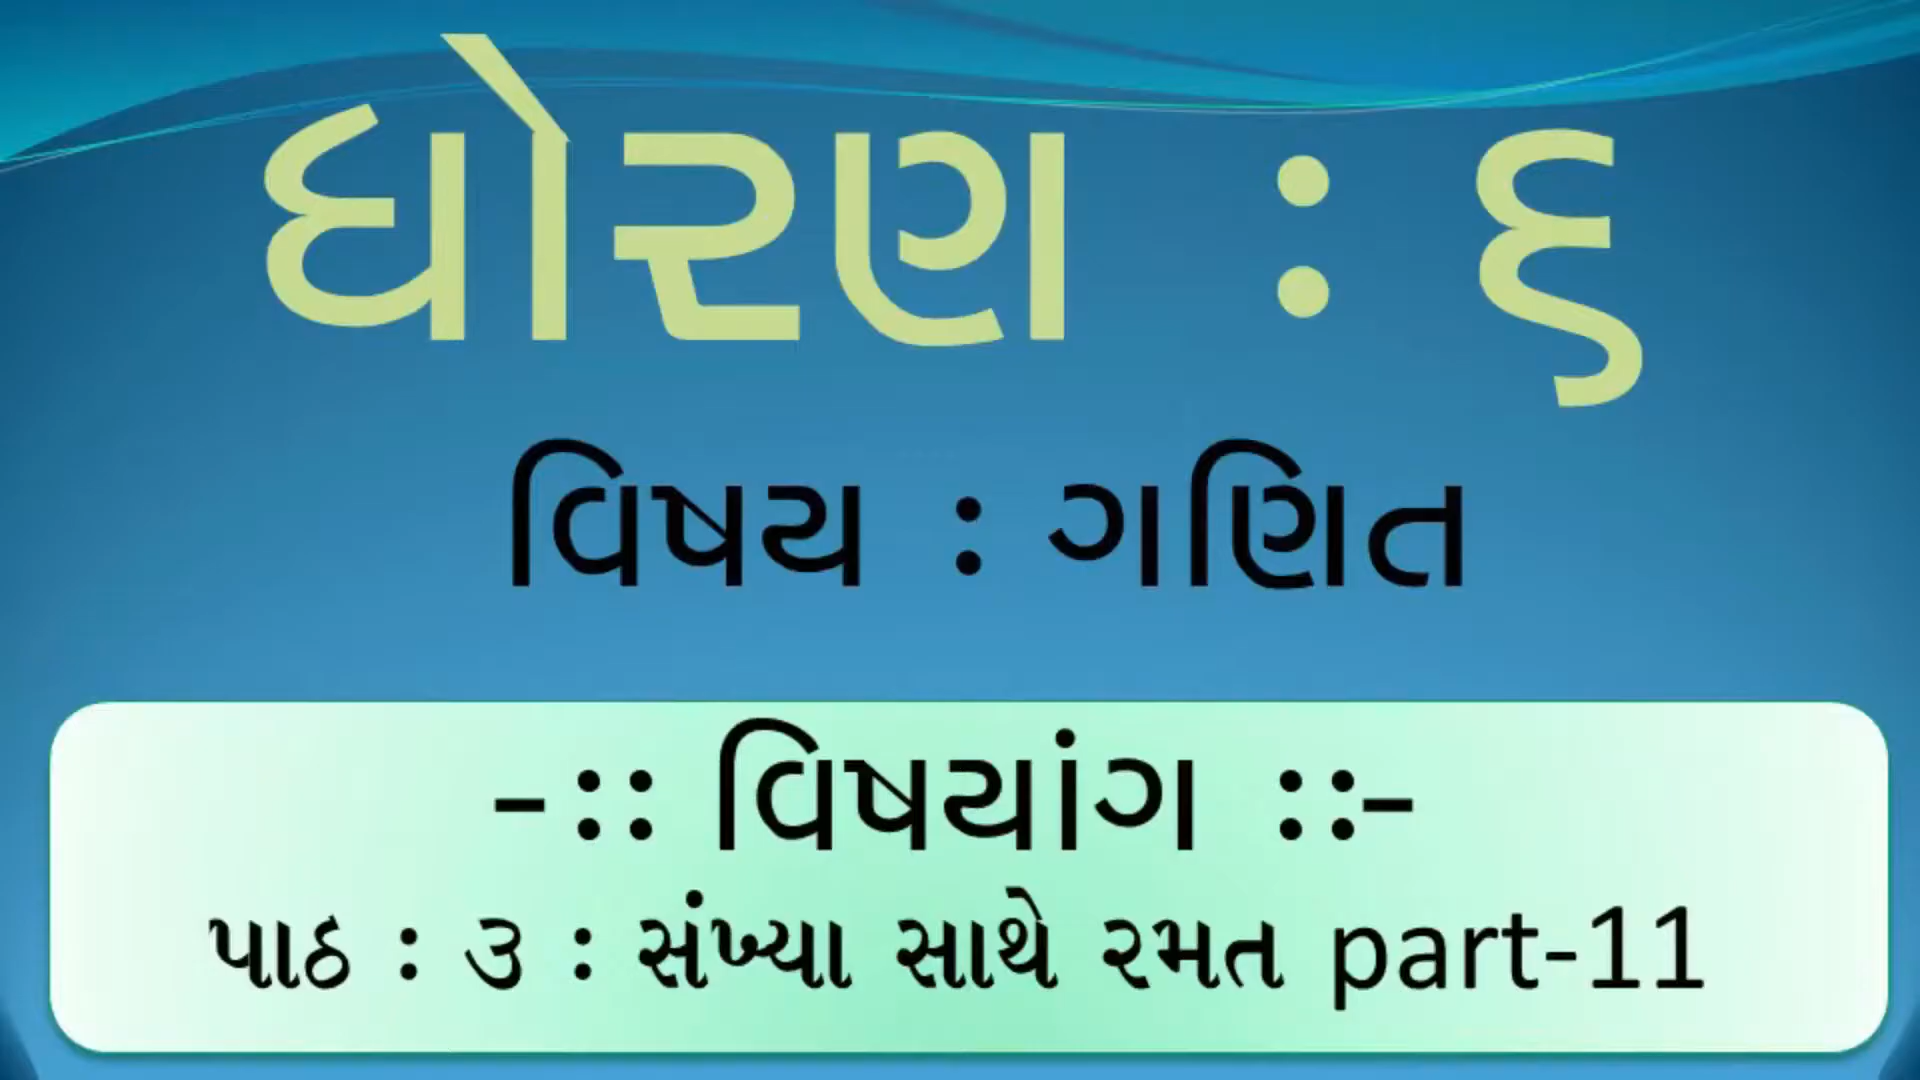 ધોરણ : ૬
વિષય : ગણિત
-:: વિષયાંગ ::-
પાઠ : ૩ : સંખ્યા સાથે રમત part-11